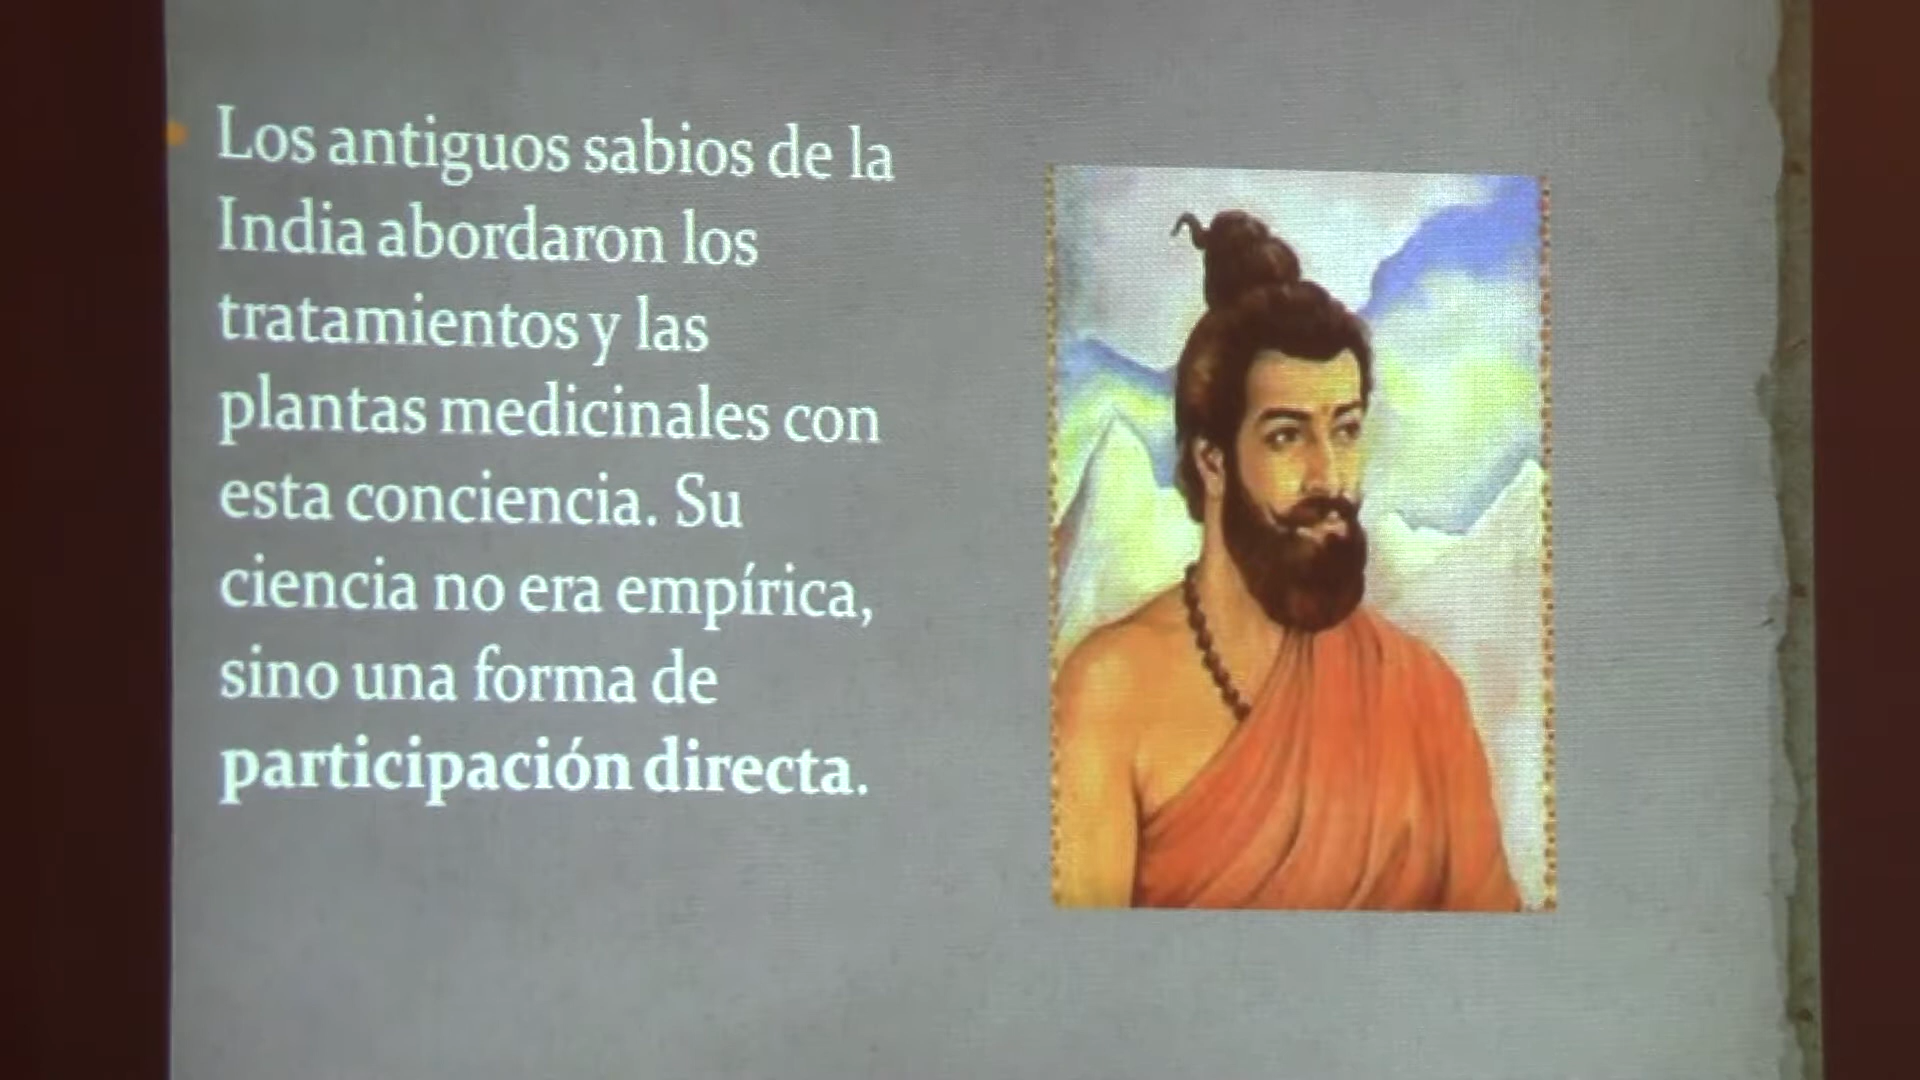 Los antiguos sabios de la
India abordaron los
tratamientos y las
plantas medicinales con
esta conciencia. Su
ciencia no era empírica,
sino una forma de
participación directa.